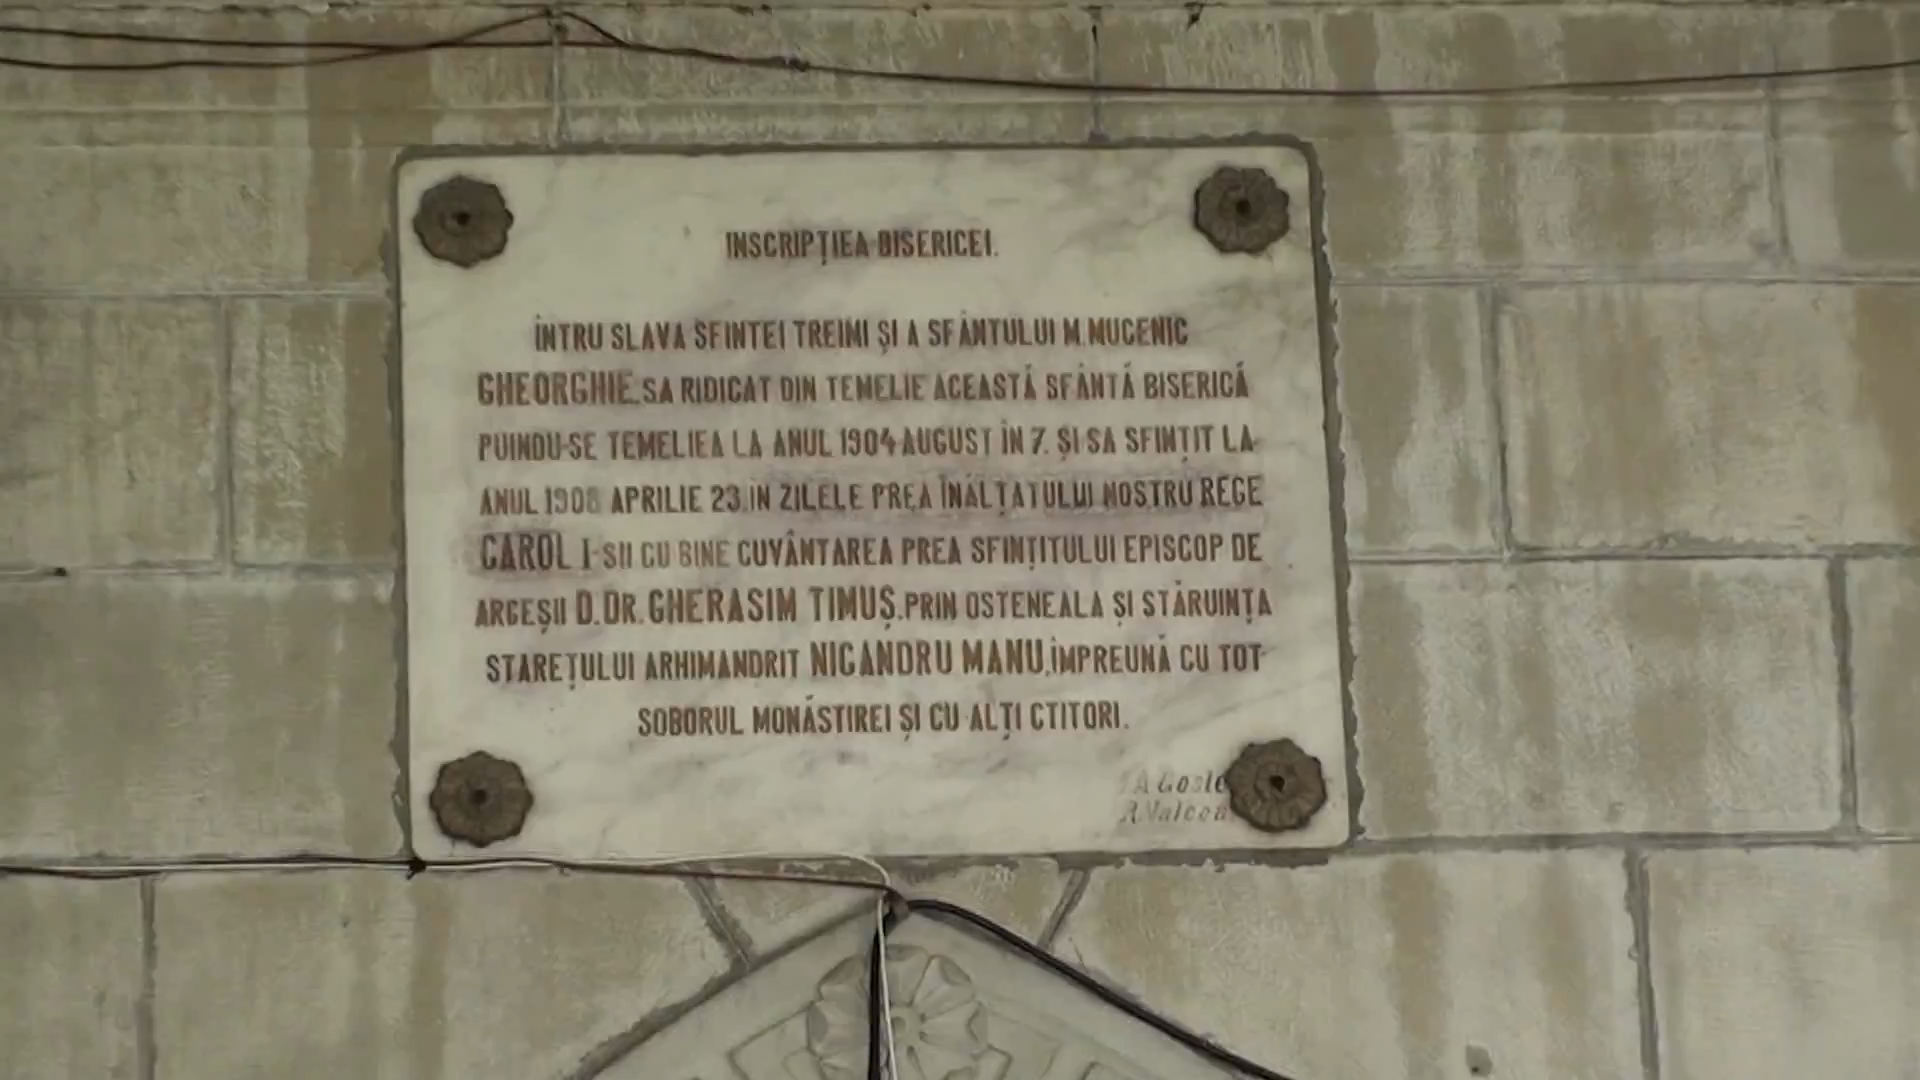 INSCRIPȚIEA BISERICEI.
ÎNTRU SLAVA SFINTEI TREIMI ȘI A SFÂNTULUI M. MUCENIC
GHEORGHIE. SA RIDICAT DIN TEMELIE ACEASTĂ SFÂNTĂ BISERICĂ
PUINDU-SE TEMELIEA LA ANUL 1904 AUGUST ÎN 7. ȘI SA SFINȚIT LA
ANUL APRILIE 23. IN ZILELE PREA ÎNĂLȚATULUI NOSTRU REGE
CAROL I-SII CU BINE CUVÂNTAREA PREA SFINȚITULUI EPISCOP DE
ARGEȘII D. DR. GHERASIM TIMUȘ. PRIN OSTENEALA ȘI STĂRUINȚA
STAREȚULUI ARHIMANDRIT NICANDRU MANU, ÎMPREUNĂ CU TOT
SOBORUL MONĂSTIREI ȘI CU ALȚI CTITORI.